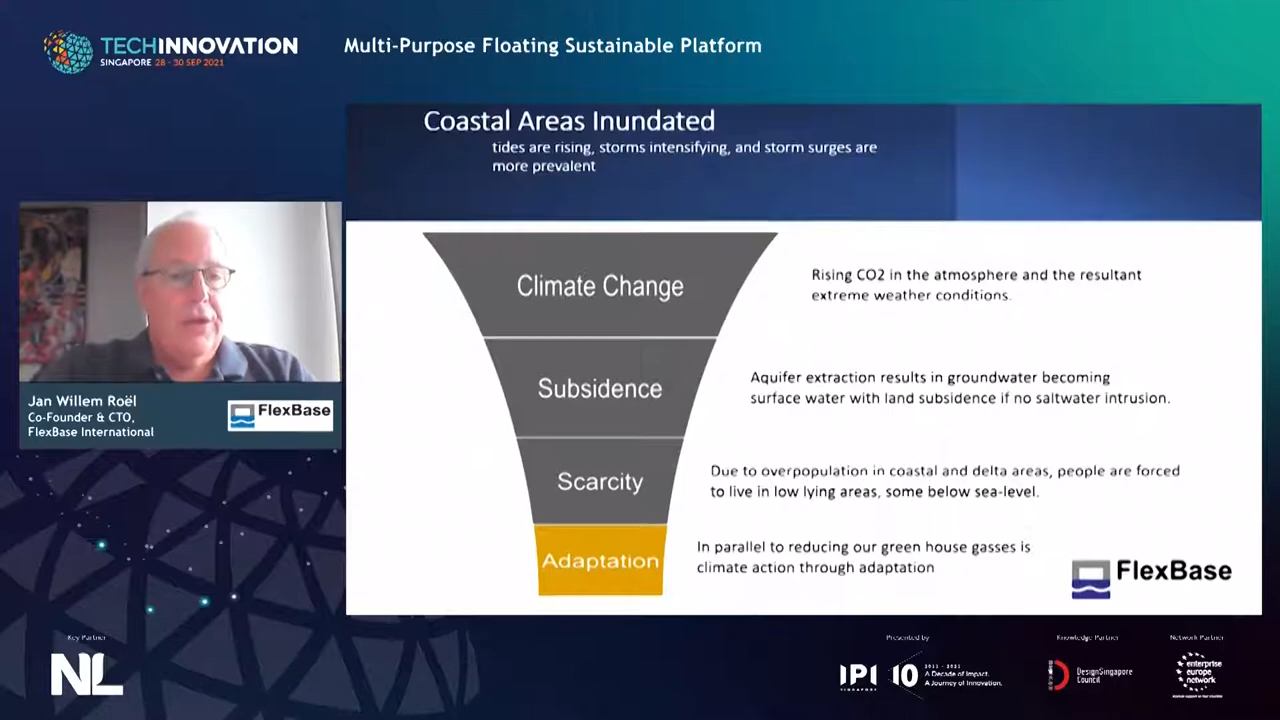 TECHINNOVATION
SINGAPORE 28 - 30 SEP 2021
Multi-Purpose Floating Sustainable Platform
Coastal Areas Inundated
tides are rising, storms intensifying, and storm surges are
more prevalent
Climate Change
Rising CO2 in the atmosphere and the resultant
extreme weather conditions.
Subsidence
Aquifer extraction results in groundwater becoming
surface water with land subsidence if no saltwater intrusion.
Scarcity
Due to overpopulation in coastal and delta areas, people are forced
to live in low lying areas, some below sea-level.
Adaptation
In parallel to reducing our green house gasses is
climate action through adaptation
FlexBase
Jan Willem Roël
Co-Founder & CTO,
FlexBase International
FlexBase
Key Partner
NL
Presented by
IPI
SINGAPORE
10
2011 - 2021
A Decade of Impact.
A Journey of Innovation.
Knowledge Partner
DesignSingapore
Council
Network Partner
enterprise
europe
network